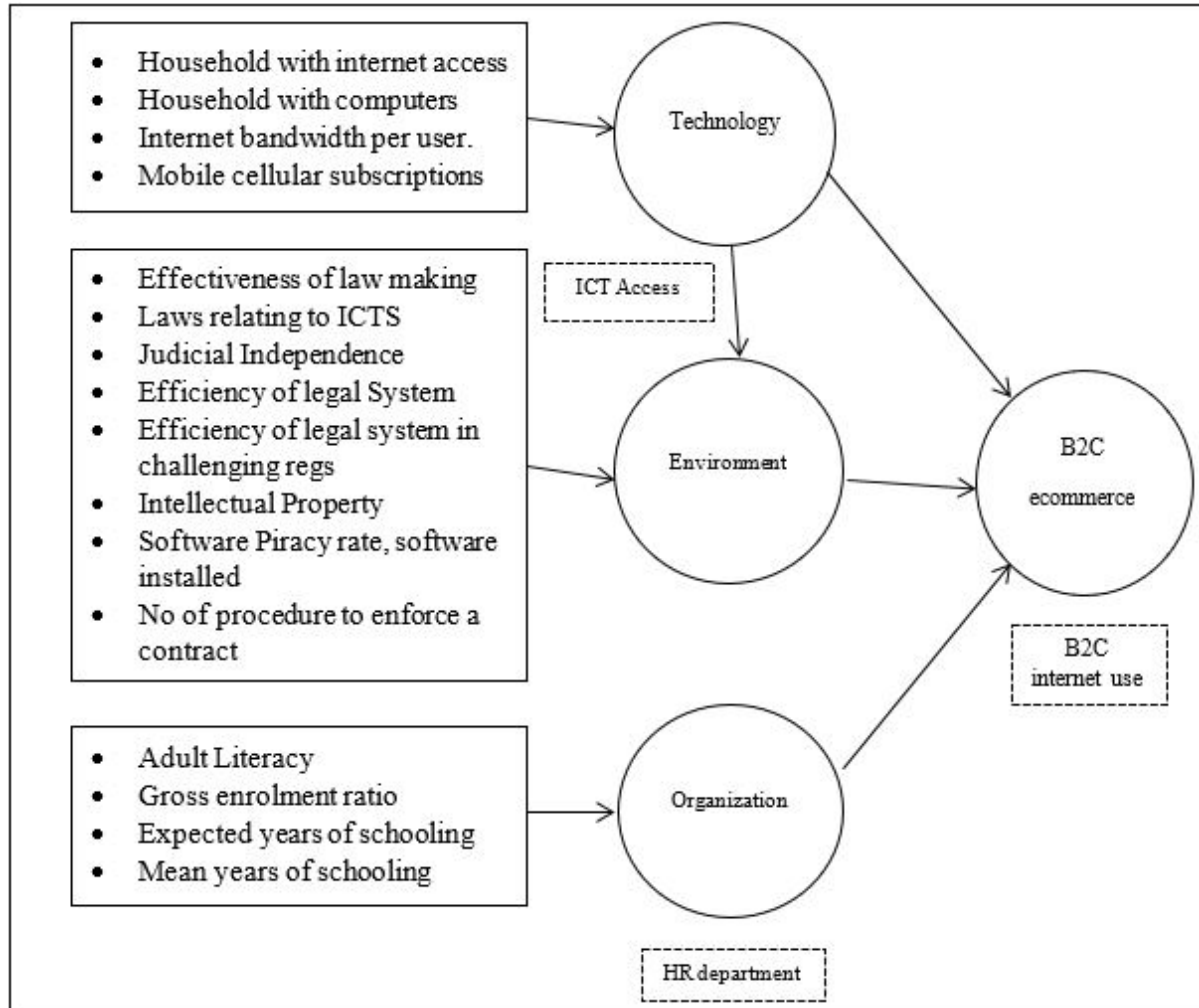 • Household with internet access
• Household with computers
• Internet bandwidth per user.
• Mobile cellular subscriptions
Technology
ICT Access
• Effectiveness of law making
• Laws relating to ICTS
• Judicial Independence
• Efficiency of legal System
• Efficiency of legal system in
challenging regs
• Intellectual Property
• Software Piracy rate, software
installed
• No of procedure to enforce a
contract
Environment
B2C
ecommerce
B2C
internet use
• Adult Literacy
• Gross enrolment ratio
• Expected years of schooling
• Mean years of schooling
Organization
HR department